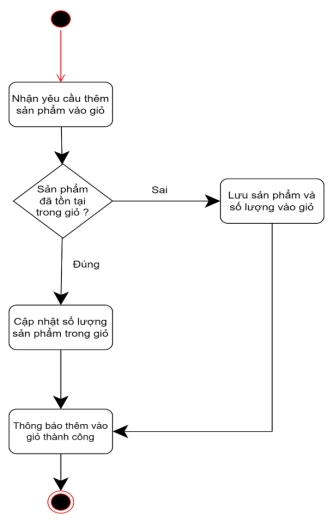 Nhận yêu cầu thêm
sản phẩm vào giỏ
Sản phẩm
đã tồn tại
trong giỏ ?
Sai
Lưu sản phẩm và
số lượng vào giỏ
Đúng
Cập nhật số lượng
sản phẩm trong giỏ
Thông báo thêm vào
giỏ thành công